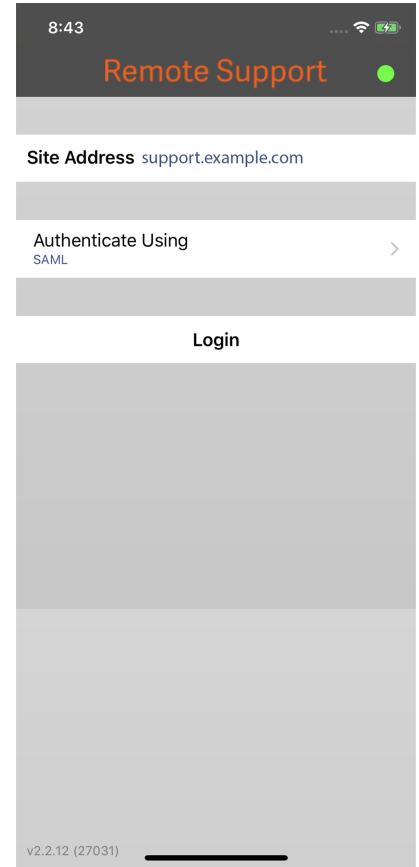 8:43
Remote Support
Site Address support.example.com
Authenticate Using
SAML
Login
v2.2.12 (27031)